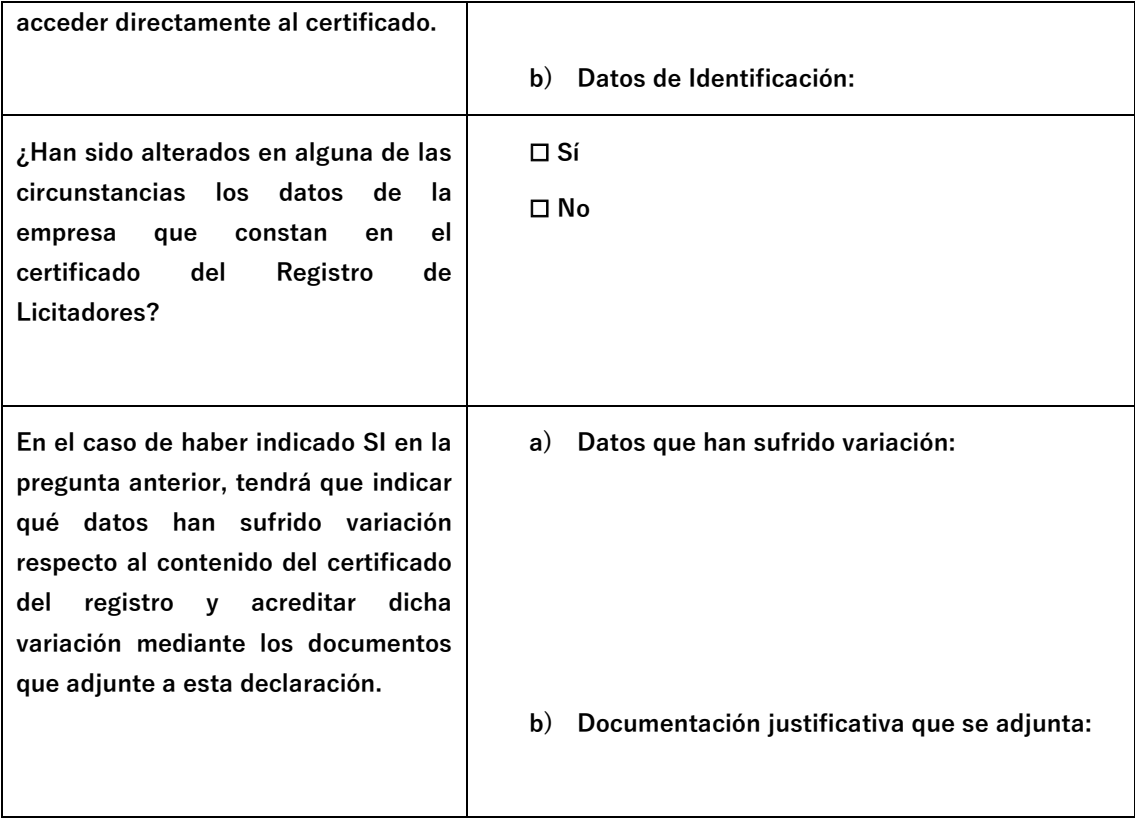 acceder directamente al certificado.
b) Datos de Identificación:
¿Han sido alterados en alguna de las
circunstancias los datos de la
empresa que constan en el
certificado del Registro de
Licitadores?
☐ Sí
☐ No
En el caso de haber indicado SI en la
pregunta anterior, tendrá que indicar
qué datos han sufrido variación
respecto al contenido del certificado
del registro y acreditar dicha
variación mediante los documentos
que adjunte a esta declaración.
a) Datos que han sufrido variación:
b) Documentación justificativa que se adjunta: